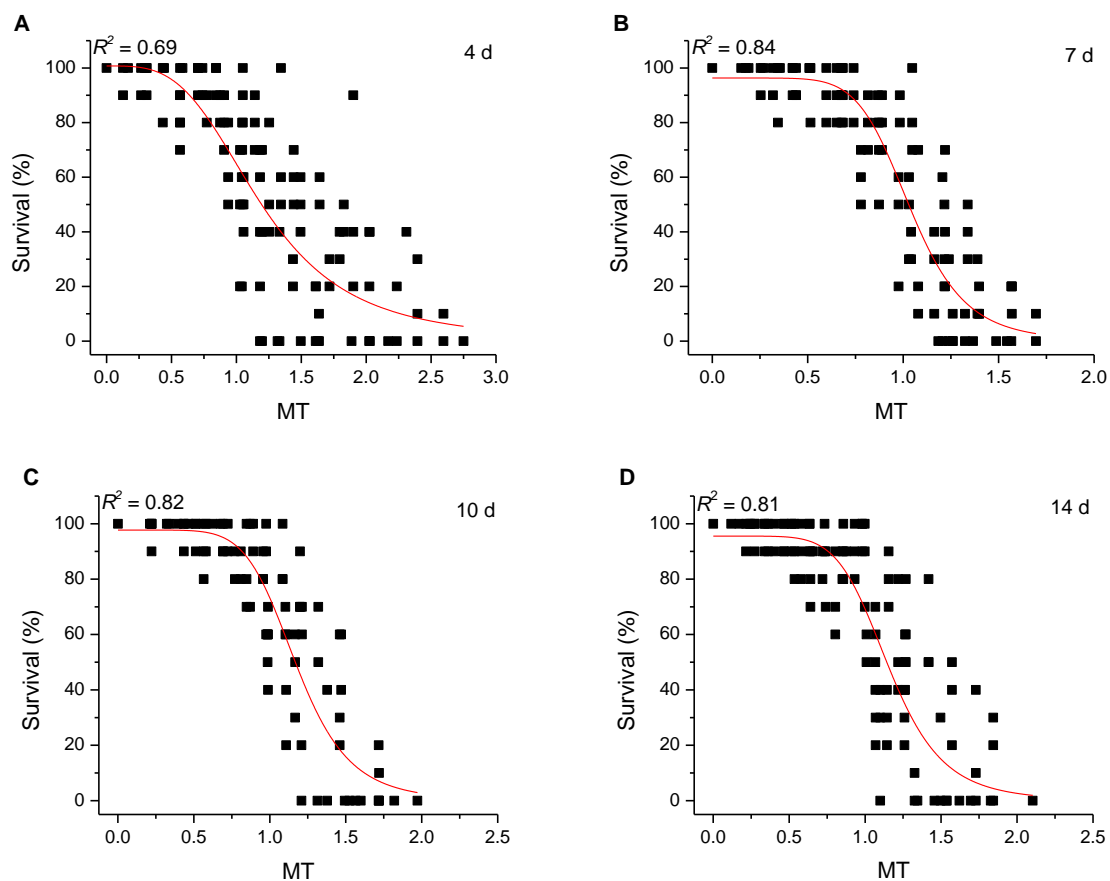 A
R² = 0.69
4 d
100
80
60
40
20
0
Survival (%)
0.0 0.5 1.0 1.5 2.0 2.5 3.0
MT
B
R² = 0.84
7 d
100
80
60
40
20
0
Survival (%)
0.0 0.5 1.0 1.5 2.0
MT
C
R² = 0.82
10 d
100
80
60
40
20
0
Survival (%)
0.0 0.5 1.0 1.5 2.0 2.5
MT
D
R² = 0.81
14 d
100
80
60
40
20
0
Survival (%)
0.0 0.5 1.0 1.5 2.0 2.5
MT